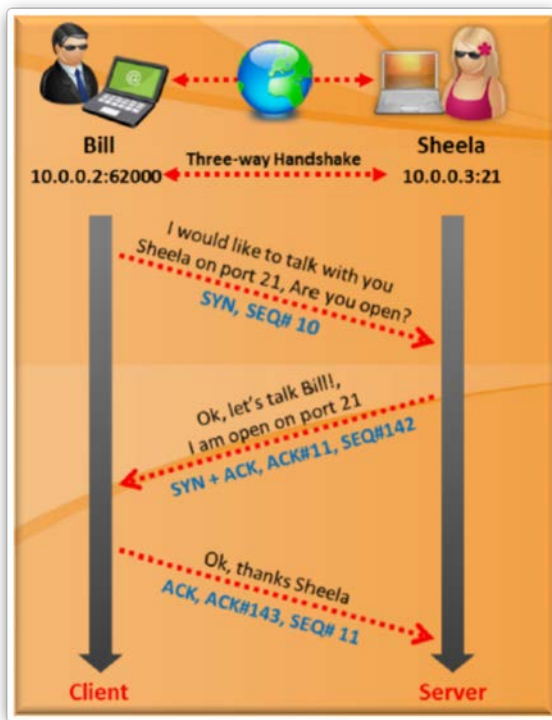 @
Bill
Sheela
10.0.0.2:62000
Three-way Handshake
10.0.0.3:21
I would like to talk with you
Sheela on port 21, Are you open?
SYN, SEQ# 10
Ok, let's talk Bill!,
I am open on port 21
SYN + ACK, ACK#11, SEQ#142
Ok, thanks Sheela
ACK, ACK#143, SEQ# 11
Client
Server